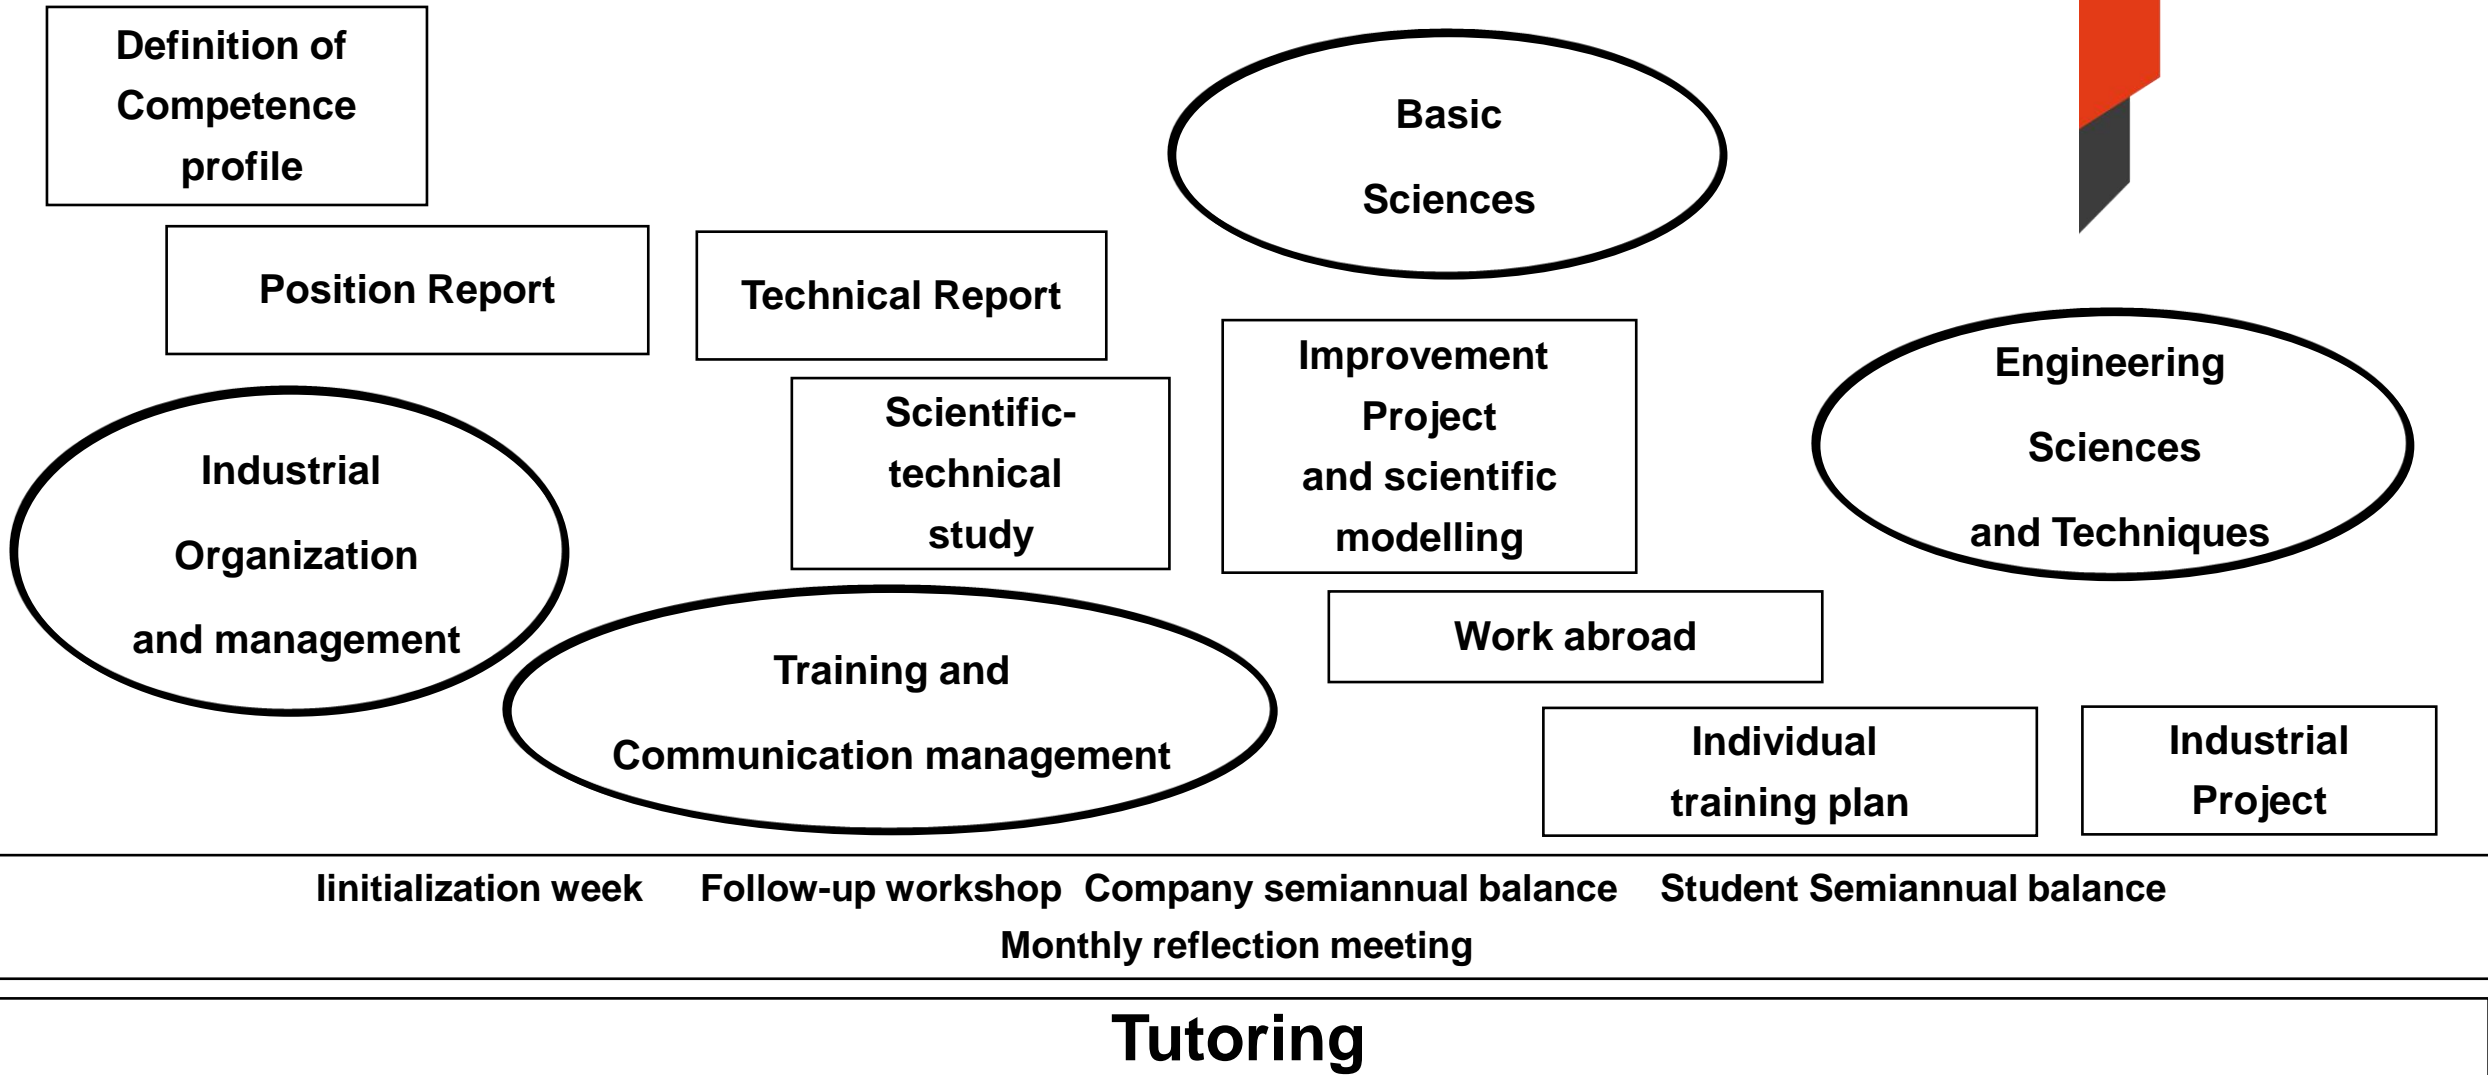 Definition of
Competence
profile
Basic
Sciences
Position Report
Technical Report
Improvement
Project
and scientific
modelling
Engineering
Sciences
and Techniques
Scientific-
technical
study
Industrial
Organization
and management
Work abroad
Training and
Communication management
Individual
training plan
Industrial
Project
Iinitialization week Follow-up workshop Company semiannual balance Student Semiannual balance
Monthly reflection meeting
Tutoring